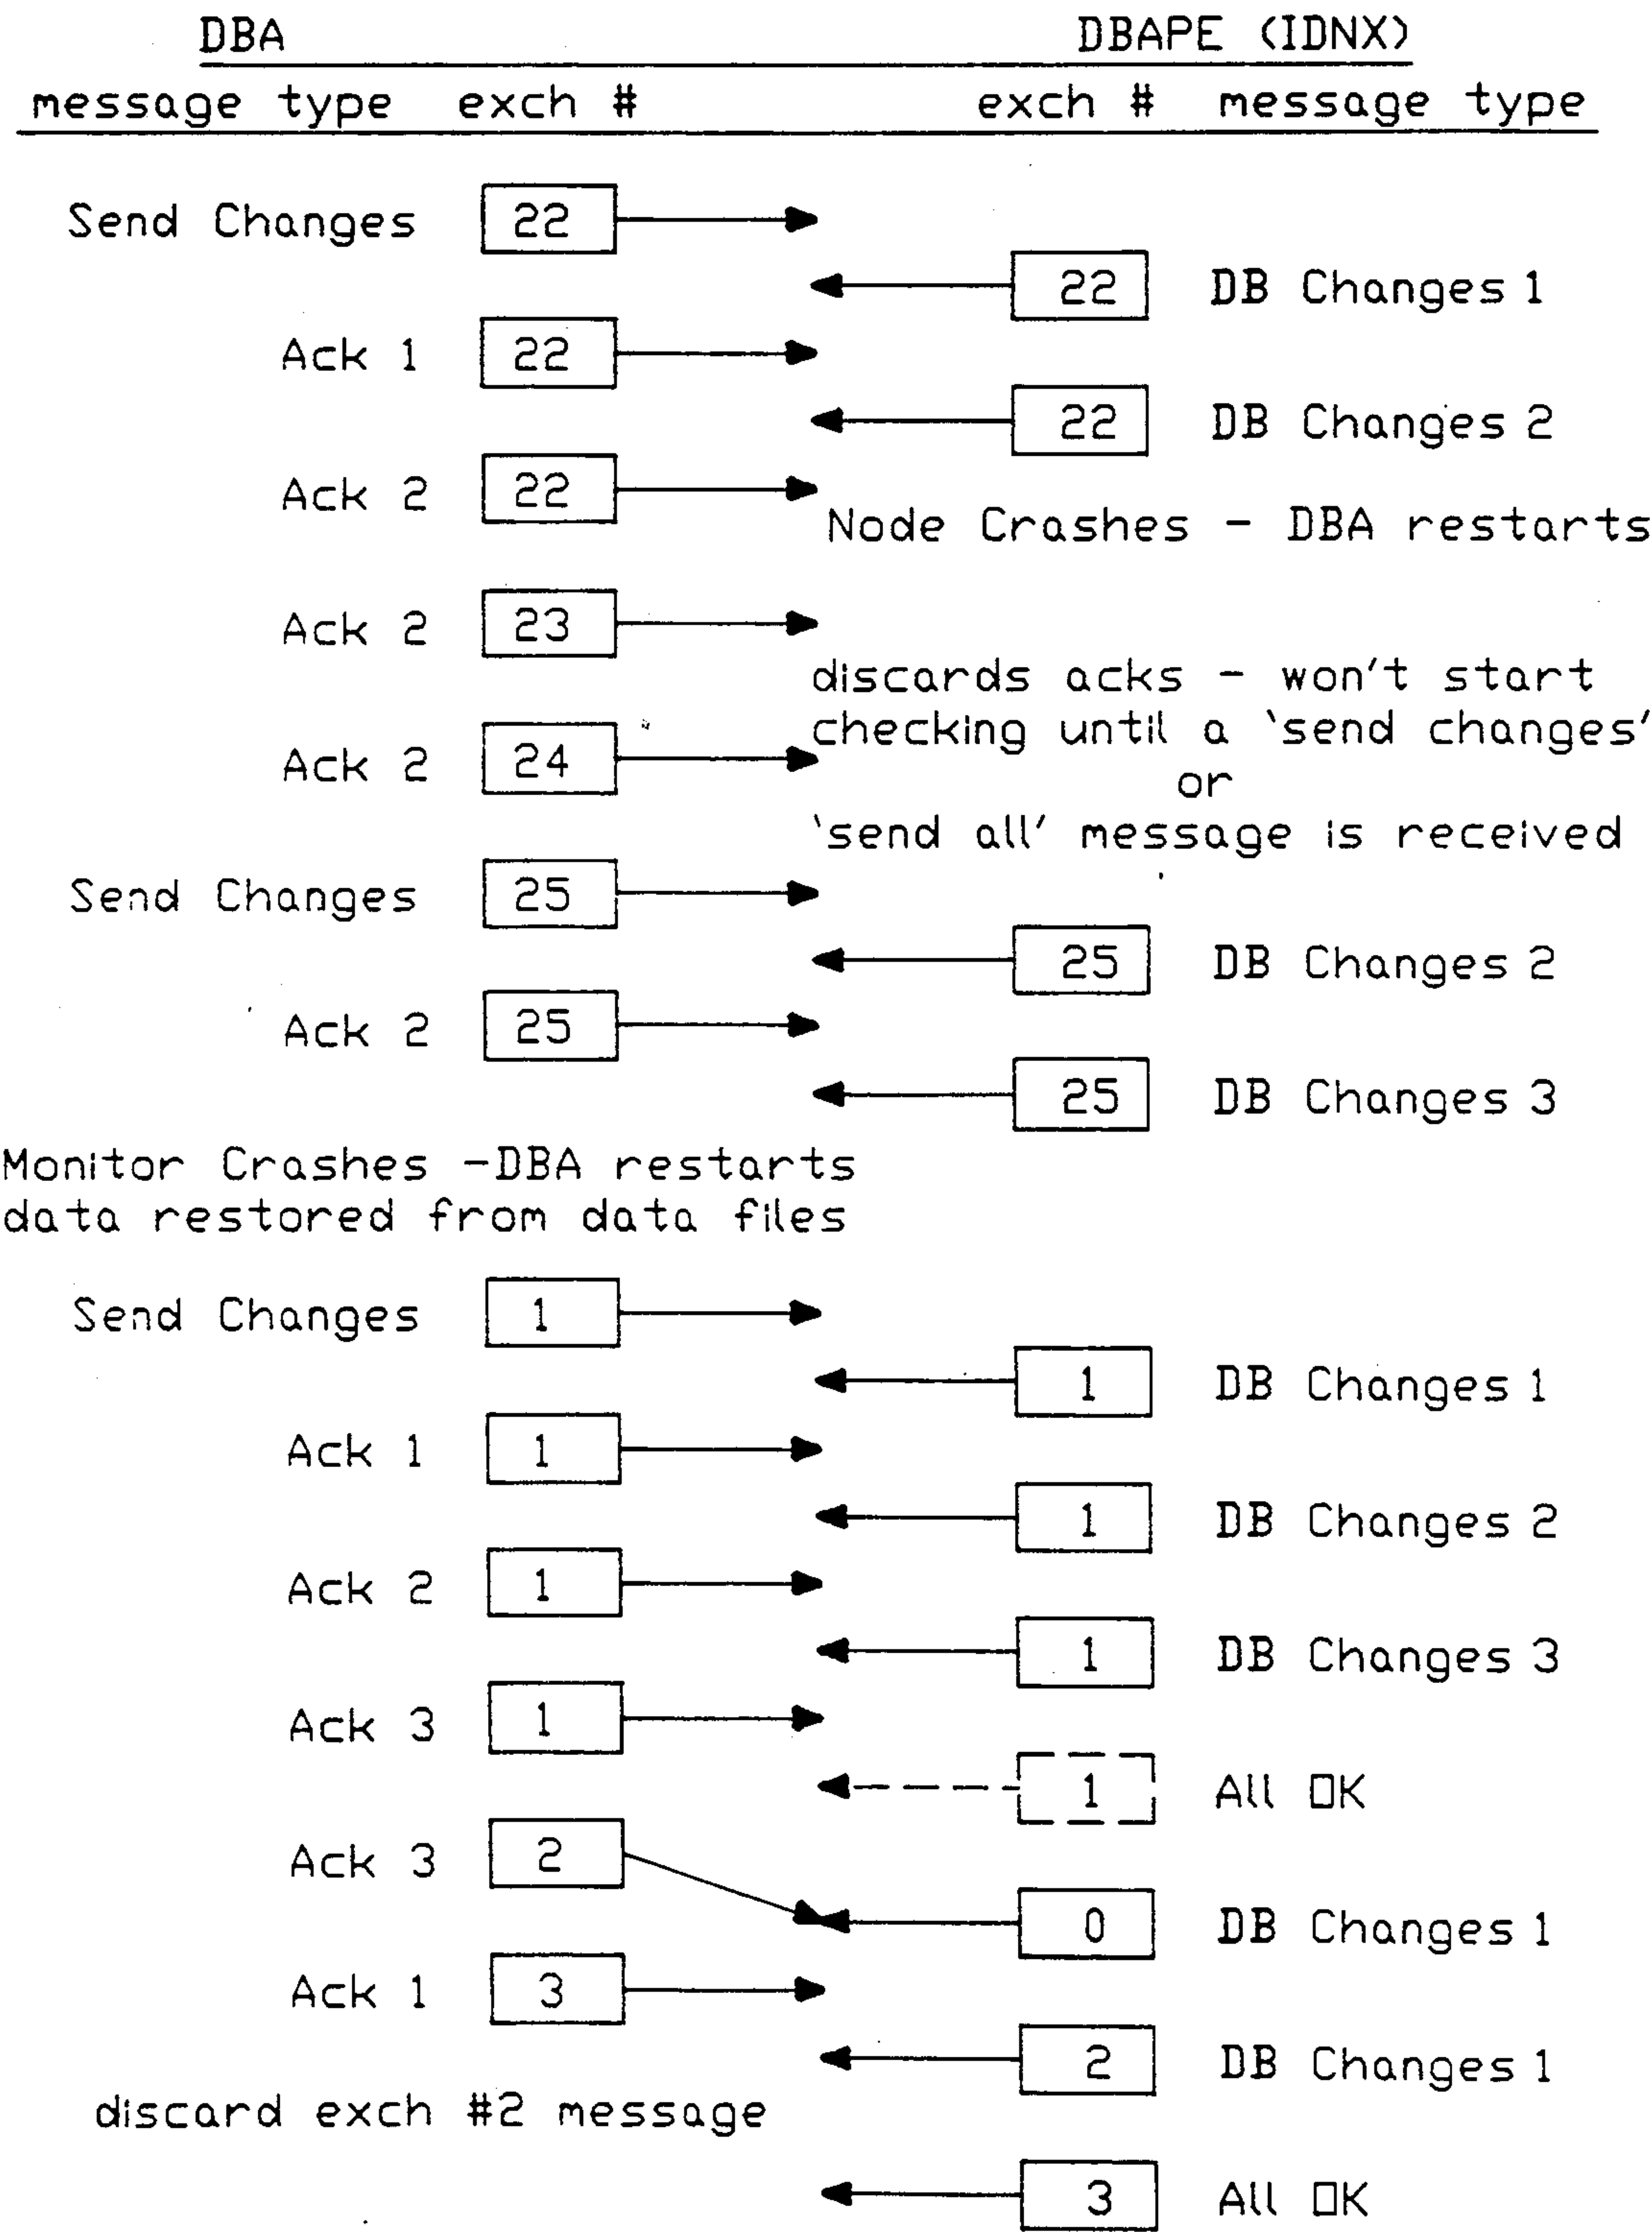 DBA DBAPE (IDNX)
message type exch # exch # message type
Send Changes 22
22 DB Changes 1
Ack 1 22
22 DB Changes 2
Ack 2 22
Node Crashes - DBA restarts
Ack 2 23
discards acks - won't start
checking until a 'send changes'
Ack 2 24
or
'send all' message is received
Send Changes 25
25 DB Changes 2
Ack 2 25
25 DB Changes 3
Monitor Crashes -DBA restarts
data restored from data files
Send Changes 1
1 DB Changes 1
Ack 1 1
1 DB Changes 2
Ack 2 1
1 DB Changes 3
Ack 3 1
1 All OK
Ack 3 2
0 DB Changes 1
Ack 1 3
2 DB Changes 1
discard exch #2 message
3 All OK